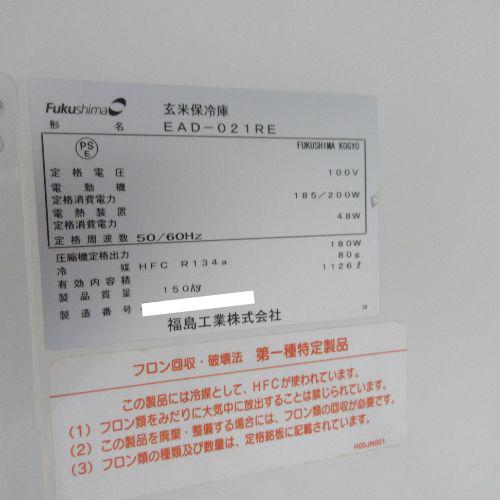 Fukushima 玄米保冷庫
形名 EAD-021RE
PS E FUKUSHIMA KOGYO
定格電圧 100V
電動機
定格消費電力 185/200W
電熱装置
定格消費電力 48W
定格周波数 50/60Hz
圧縮機定格出力 180W
冷媒 HFC R134a 80g
有効内容積 1126ℓ
製品質量 150kg
製造番号
福島工業株式会社
フロン回収・破壊法 第一種特定製品
この製品には冷媒として、HFCが使われています。
(1) フロン類をみだりに大気中に放出することは禁じられています。
(2) この製品を廃棄・整備する場合には、フロン類の回収が必要です。
(3) フロン類の種類及び数量は、定格銘板に記載されています。
H00JN001